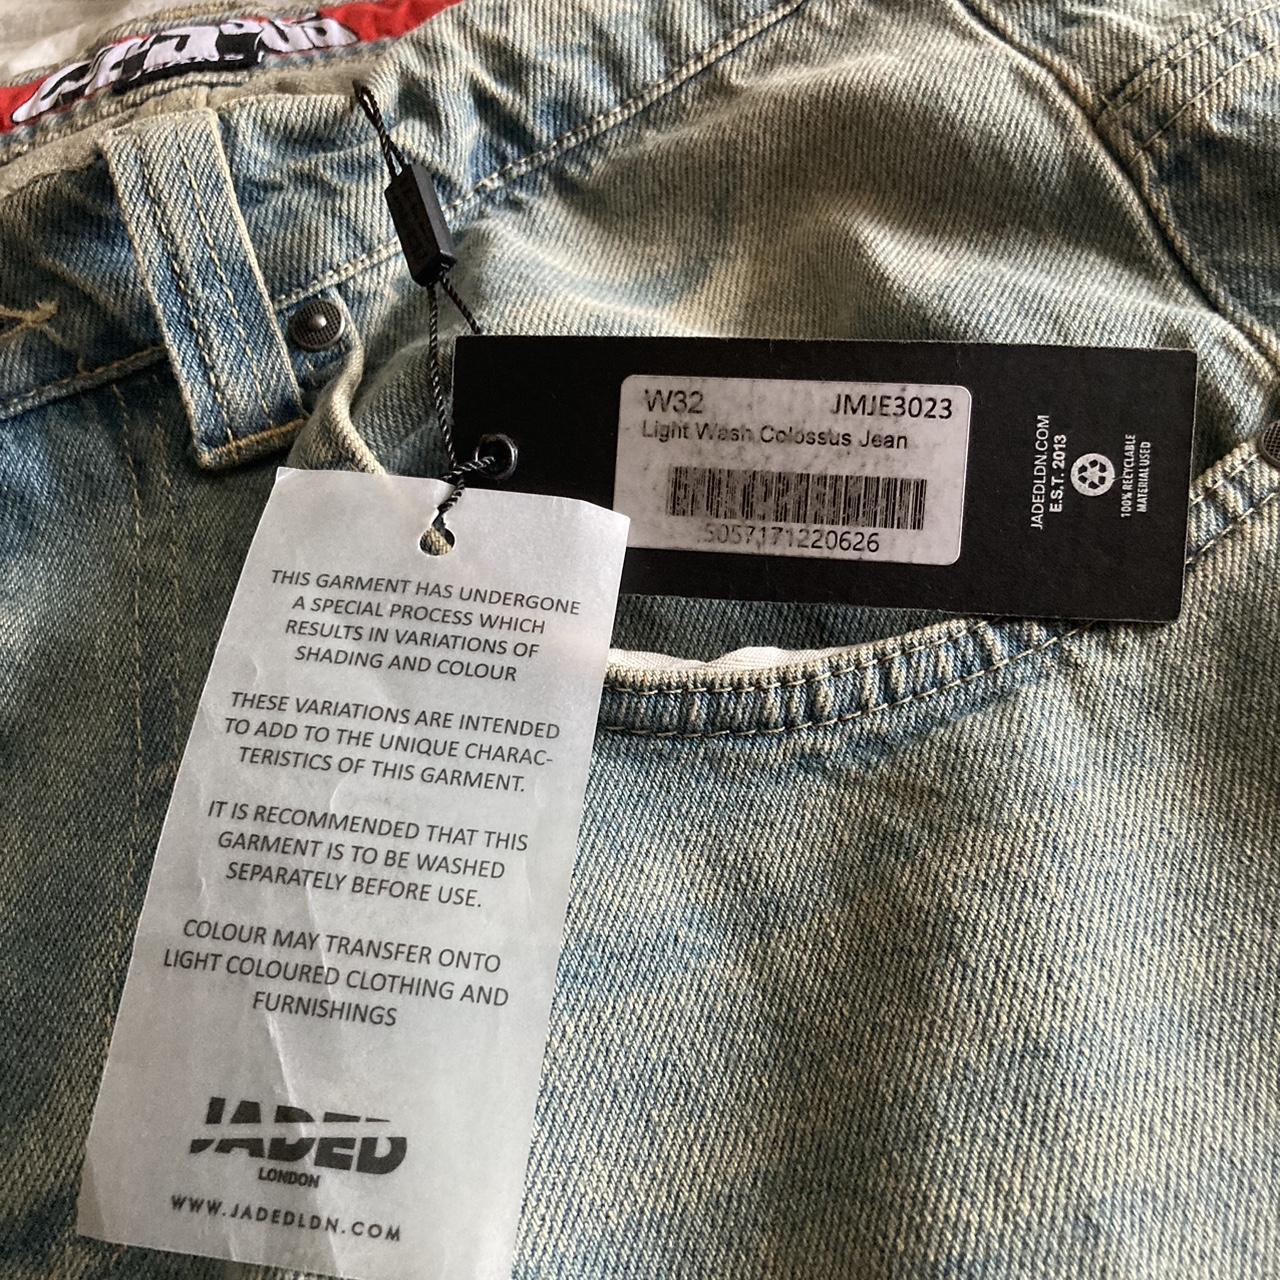 W32 JMJE3023
Light Wash Colossus Jean
5057171220626
JADEDLDN.COM
E.S.T. 2013
100% RECYCLABLE
MATERIAL USED
THIS GARMENT HAS UNDERGONE
A SPECIAL PROCESS WHICH
RESULTS IN VARIATIONS OF
SHADING AND COLOUR
THESE VARIATIONS ARE INTENDED
TO ADD TO THE UNIQUE CHARAC-
TERISTICS OF THIS GARMENT.
IT IS RECOMMENDED THAT THIS
GARMENT IS TO BE WASHED
SEPARATELY BEFORE USE.
COLOUR MAY TRANSFER ONTO
LIGHT COLOURED CLOTHING AND
FURNISHINGS
JADED
LONDON
WWW.JADEDLDN.COM